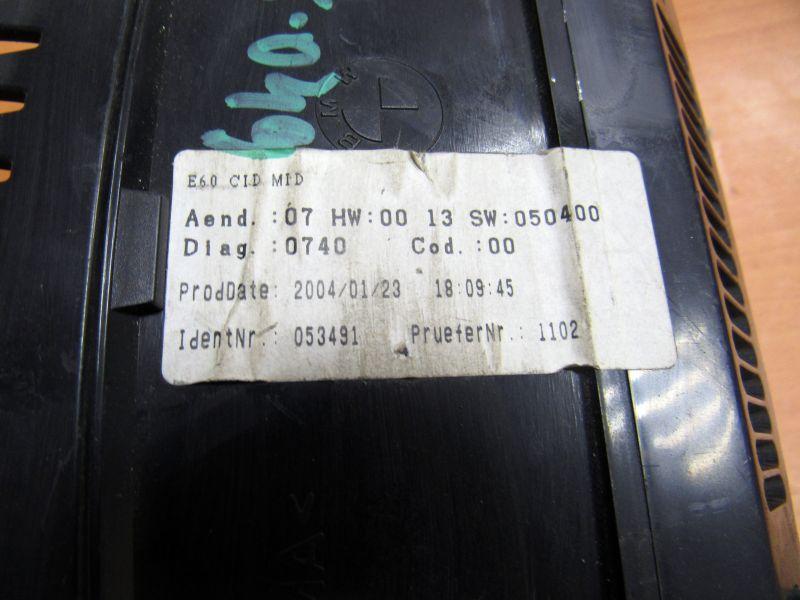 BMW
E60 CID MID
Aend.:07 HW:00 13 SW:050400
Diag.:0740 Cod.:00
ProdDate: 2004/01/23 18:09:45
IdentNr.: 053491 PrueferNr.: 1102